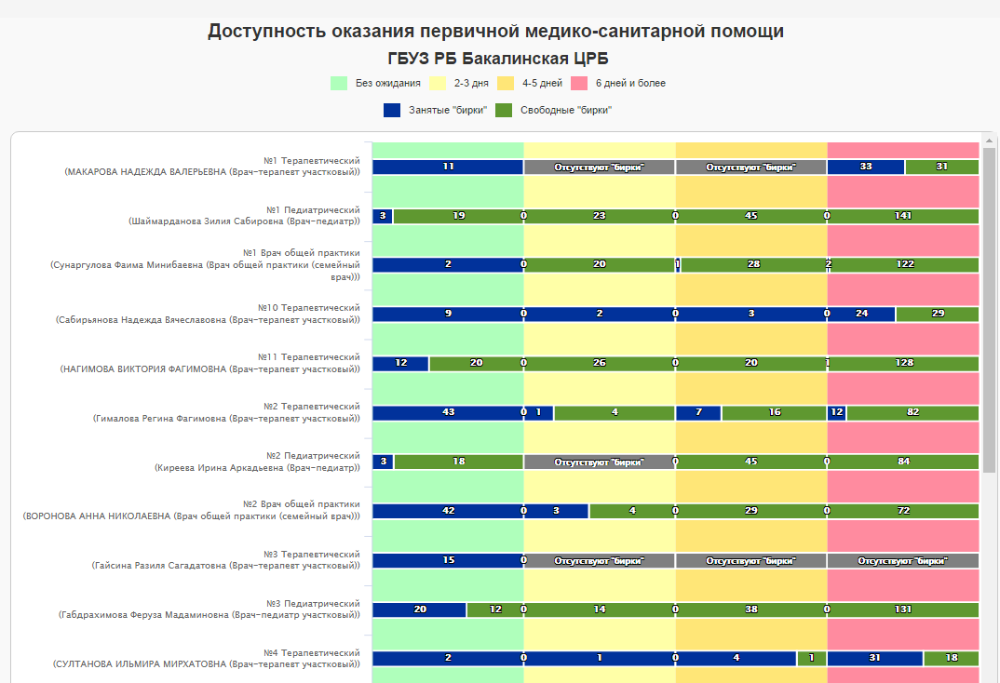 Доступность оказания первичной медико-санитарной помощи
ГБУЗ РБ Бакалинская ЦРБ
Без ожидания 2-3 дня 4-5 дней 6 дней и более
Занятые "бирки" Свободные "бирки"
№1 Терапевтический
(МАКАРОВА НАДЕЖДА ВАЛЕРЬЕВНА (Врач-терапевт участковый))
11 Отсутствуют "бирки" Отсутствуют "бирки" 33 31
№1 Педиатрический
(Шаймарданова Зилия Сабировна (Врач-педиатр))
3 19 0 23 0 45 0 141
№1 Врач общей практики
(Сунаргулова Фаима Минибаевна (Врач общей практики (семейный
врач)))
2 0 20 1 28 2 122
№10 Терапевтический
(Сабирьянова Надежда Вячеславовна (Врач-терапевт участковый))
9 0 2 0 3 0 24 29
№11 Терапевтический
(НАГИМОВА ВИКТОРИЯ ФАГИМОВНА (Врач-терапевт участковый))
12 20 0 26 0 20 1 128
№2 Терапевтический
(Гималова Регина Фагимовна (Врач-терапевт участковый))
43 0 1 4 7 16 12 82
№2 Педиатрический
(Киреева Ирина Аркадьевна (Врач-педиатр))
3 18 Отсутствуют "бирки" 0 45 0 84
№2 Врач общей практики
(ВОРОНОВА АННА НИКОЛАЕВНА (Врач общей практики (семейный врач)))
42 0 3 4 0 29 0 72
№3 Терапевтический
(Гайсина Разиля Сагадатовна (Врач-терапевт участковый))
15 0 Отсутствуют "бирки" Отсутствуют "бирки" Отсутствуют "бирки"
№3 Педиатрический
(Габдрахимова Феруза Мадаминовна (Врач-педиатр участковый))
20 12 0 14 0 38 0 131
№4 Терапевтический
(СУЛТАНОВА ИЛЬМИРА МИРХАТОВНА (Врач-терапевт участковый))
2 0 1 0 4 1 31 18